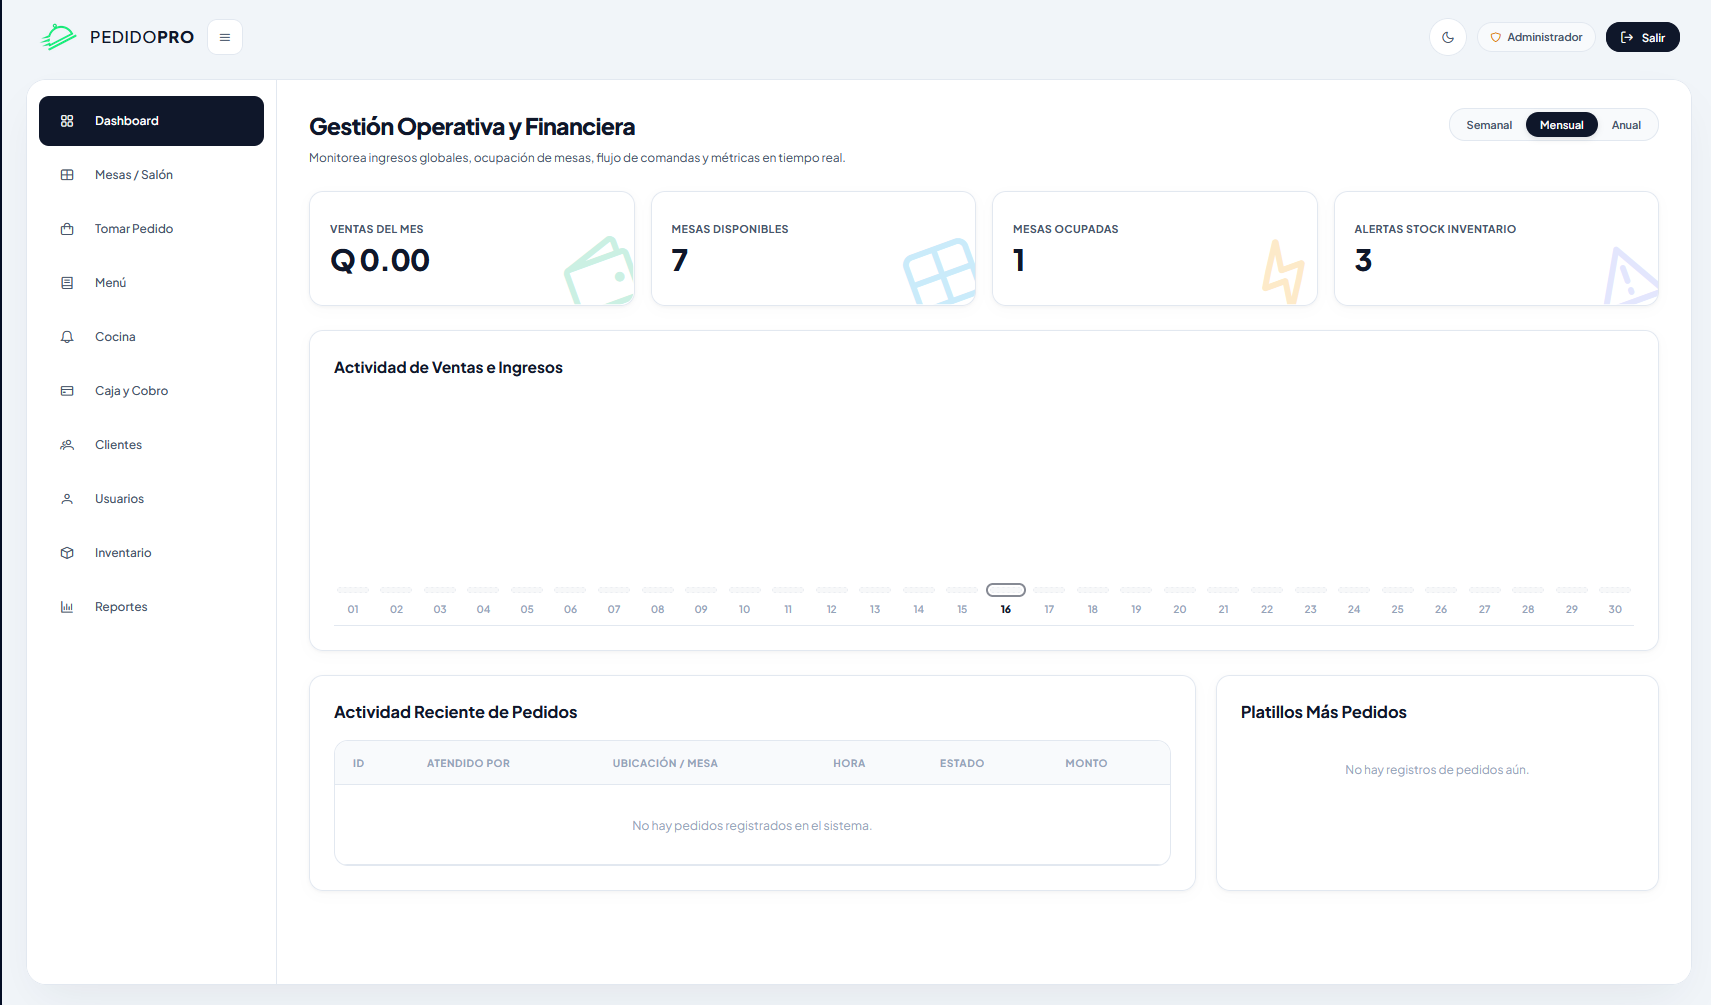 PEDIDOPRO
Administrador
Salir
Dashboard
Mesas / Salón
Tomar Pedido
Menú
Cocina
Caja y Cobro
Clientes
Usuarios
Inventario
Reportes
Gestión Operativa y Financiera
Monitorea ingresos globales, ocupación de mesas, flujo de comandas y métricas en tiempo real.
Semanal Mensual Anual
VENTAS DEL MES
Q 0.00
MESAS DISPONIBLES
7
MESAS OCUPADAS
1
ALERTAS STOCK INVENTARIO
3
Actividad de Ventas e Ingresos
01 02 03 04 05 06 07 08 09 10 11 12 13 14 15 16 17 18 19 20 21 22 23 24 25 26 27 28 29 30
Actividad Reciente de Pedidos
ID ATENDIDO POR UBICACIÓN / MESA HORA ESTADO MONTO
No hay pedidos registrados en el sistema.
Platillos Más Pedidos
No hay registros de pedidos aún.